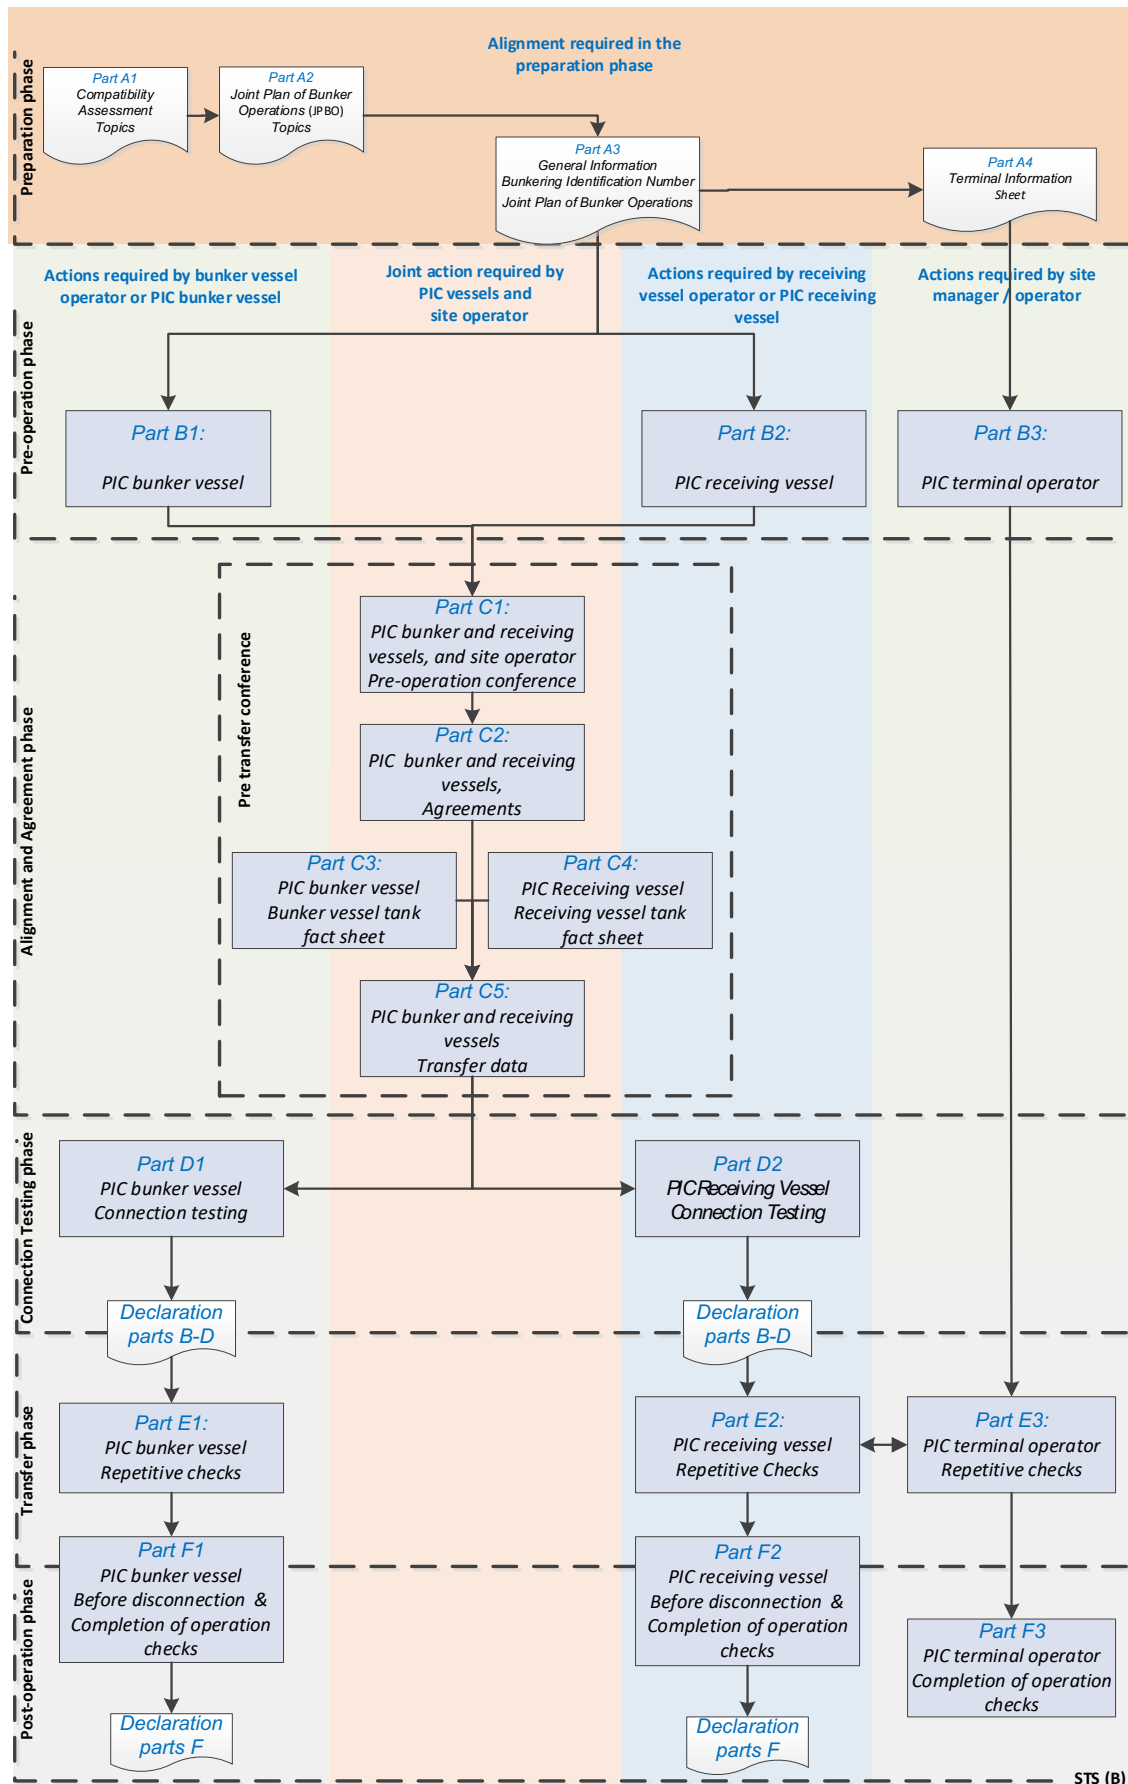 Preparation phase
Alignment required in the
preparation phase
Part A1
Compatibility
Assessment
Topics
Part A2
Joint Plan of Bunker
Operations (JPBO)
Topics
Part A3
General Information
Bunkering Identification Number
Joint Plan of Bunker Operations
Part A4
Terminal Information
Sheet
Pre-operation phase
Actions required by bunker vessel
operator or PIC bunker vessel
Joint action required by
PIC vessels and
site operator
Actions required by receiving
vessel operator or PIC receiving
vessel
Actions required by site
manager / operator
Part B1:
PIC bunker vessel
Part B2:
PIC receiving vessel
Part B3:
PIC terminal operator
Alignment and Agreement phase
Pre transfer conference
Part C1:
PIC bunker and receiving
vessels, and site operator
Pre-operation conference
Part C2:
PIC bunker and receiving
vessels,
Agreements
Part C3:
PIC bunker vessel
Bunker vessel tank
fact sheet
Part C4:
PIC Receiving vessel
Receiving vessel tank
fact sheet
Part C5:
PIC bunker and receiving
vessels
Transfer data
Connection Testing phase
Part D1
PIC bunker vessel
Connection testing
Part D2
PIC Receiving Vessel
Connection Testing
Declaration
parts B-D
Declaration
parts B-D
Transfer phase
Part E1:
PIC bunker vessel
Repetitive checks
Part E2:
PIC receiving vessel
Repetitive Checks
Part E3:
PIC terminal operator
Repetitive checks
Post-operation phase
Part F1
PIC bunker vessel
Before disconnection &
Completion of operation
checks
Part F2
PIC receiving vessel
Before disconnection &
Completion of operation
checks
Part F3
PIC terminal operator
Completion of operation
checks
Declaration
parts F
Declaration
parts F
STS (B)